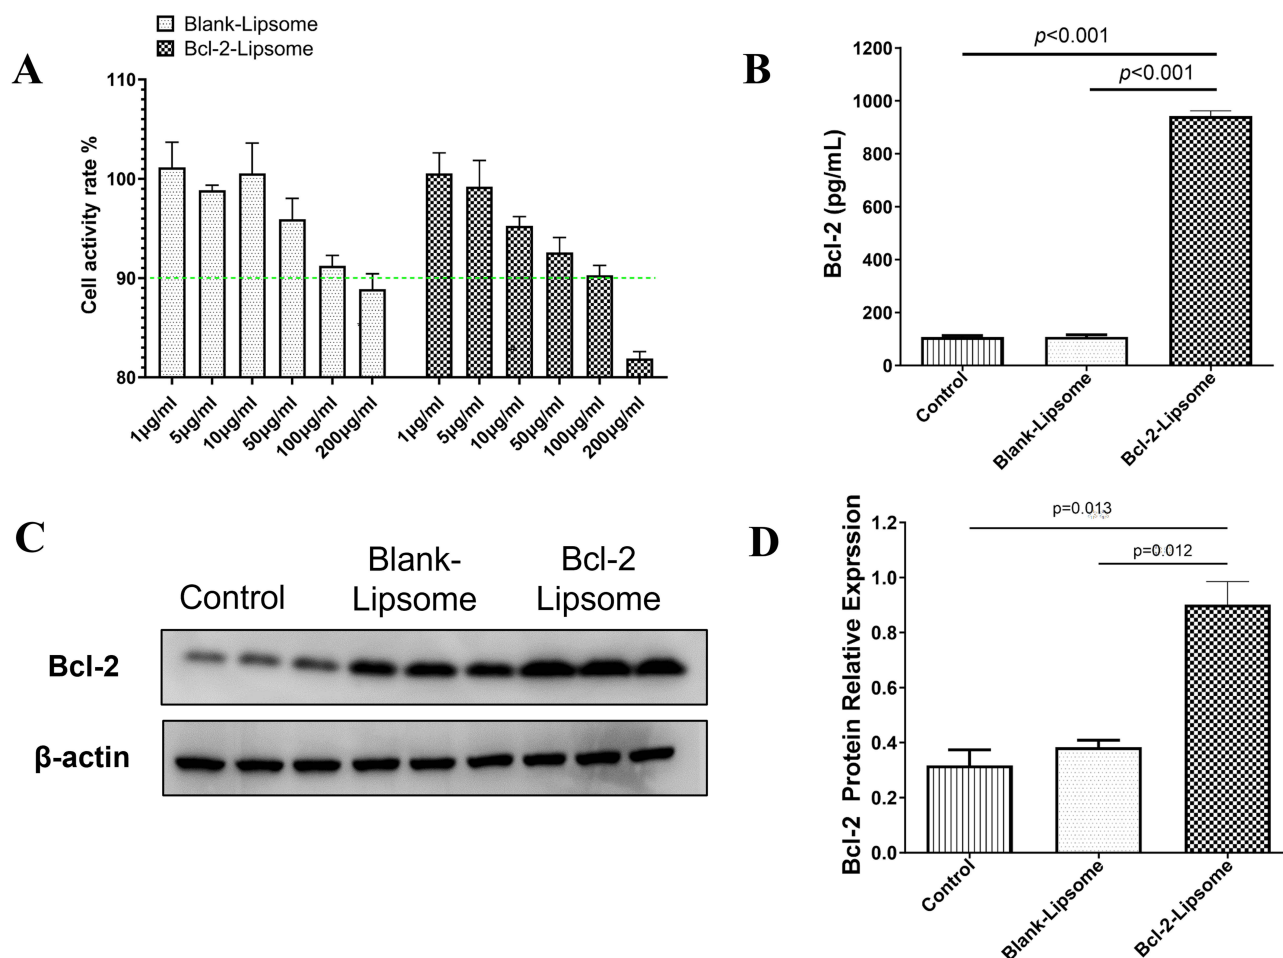 Blank-Lipsome
Bcl-2-Lipsome
A
Cell activity rate %
110
100
90
80
1μg/ml
5μg/ml
10μg/ml
50μg/ml
100μg/ml
200μg/ml
1μg/ml
5μg/ml
10μg/ml
50μg/ml
100μg/ml
200μg/ml
B
Bcl-2 (pg/mL)
1200
1000
800
600
400
200
0
p<0.001
p<0.001
Control
Blank-Lipsome
Bcl-2-Lipsome
C
Control
Blank-
Lipsome
Bcl-2
Lipsome
Bcl-2
β-actin
D
Bcl-2 Protein Relative Exprssion
1.2
1.0
0.8
0.6
0.4
0.2
0.0
p=0.013
p=0.012
Control
Blank-Lipsome
Bcl-2-Lipsome